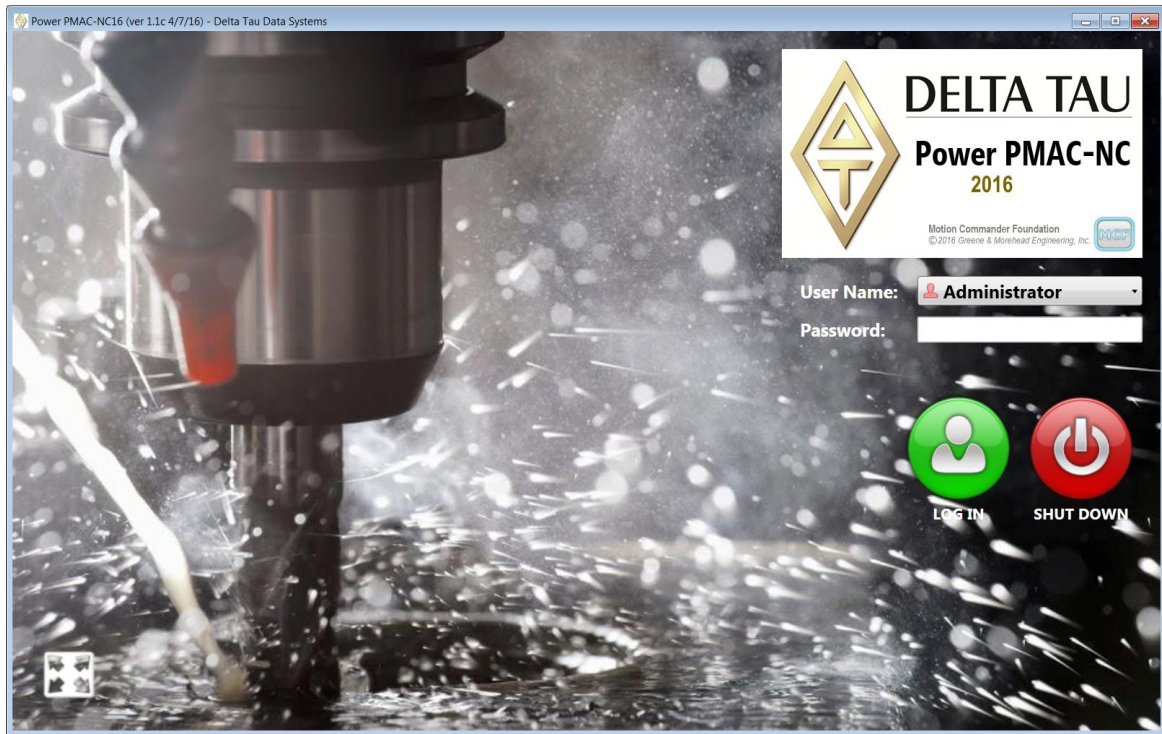 Power PMAC-NC16 (ver 1.1c 4/7/16) - Delta Tau Data Systems
DELTA TAU
Power PMAC-NC
2016
Motion Commander Foundation
©2016 Greene & Morehead Engineering, Inc.
MCF
User Name: Administrator
Password:
LOG IN SHUT DOWN